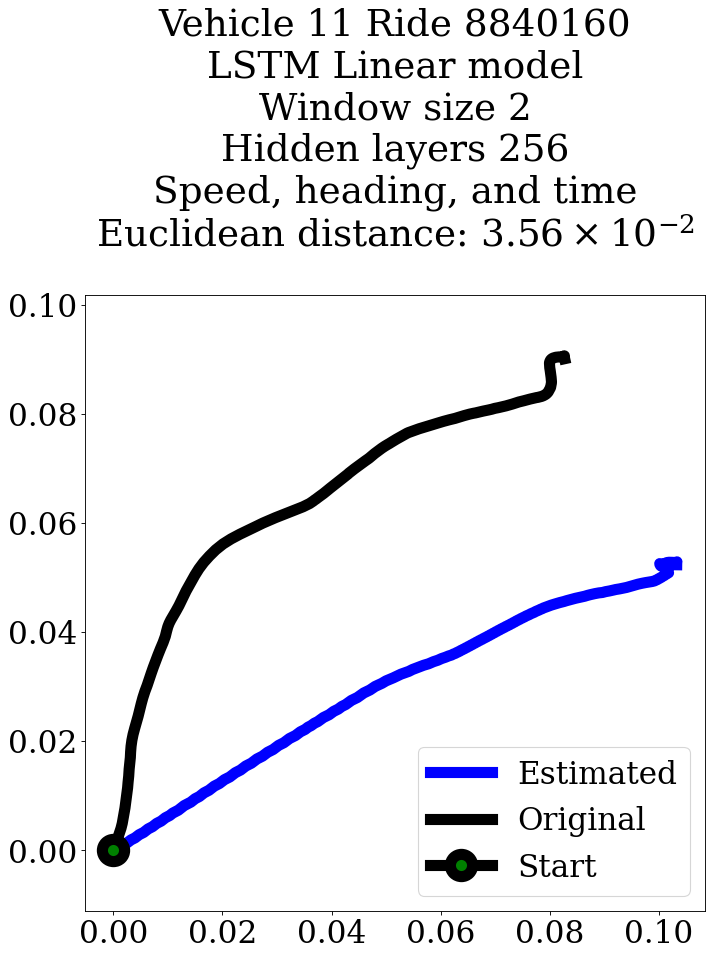 Vehicle 11 Ride 8840160
LSTM Linear model
Window size 2
Hidden layers 256
Speed, heading, and time
Euclidean distance: 3.56 × 10⁻²
0.10
0.08
0.06
0.04
0.02
0.00
Estimated
Original
Start
0.00 0.02 0.04 0.06 0.08 0.10